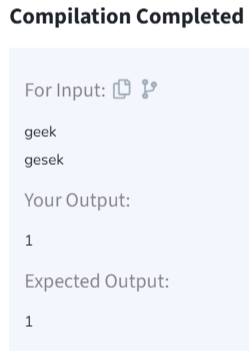 Compilation Completed
For Input:
geek
gesek
Your Output:
1
Expected Output:
1